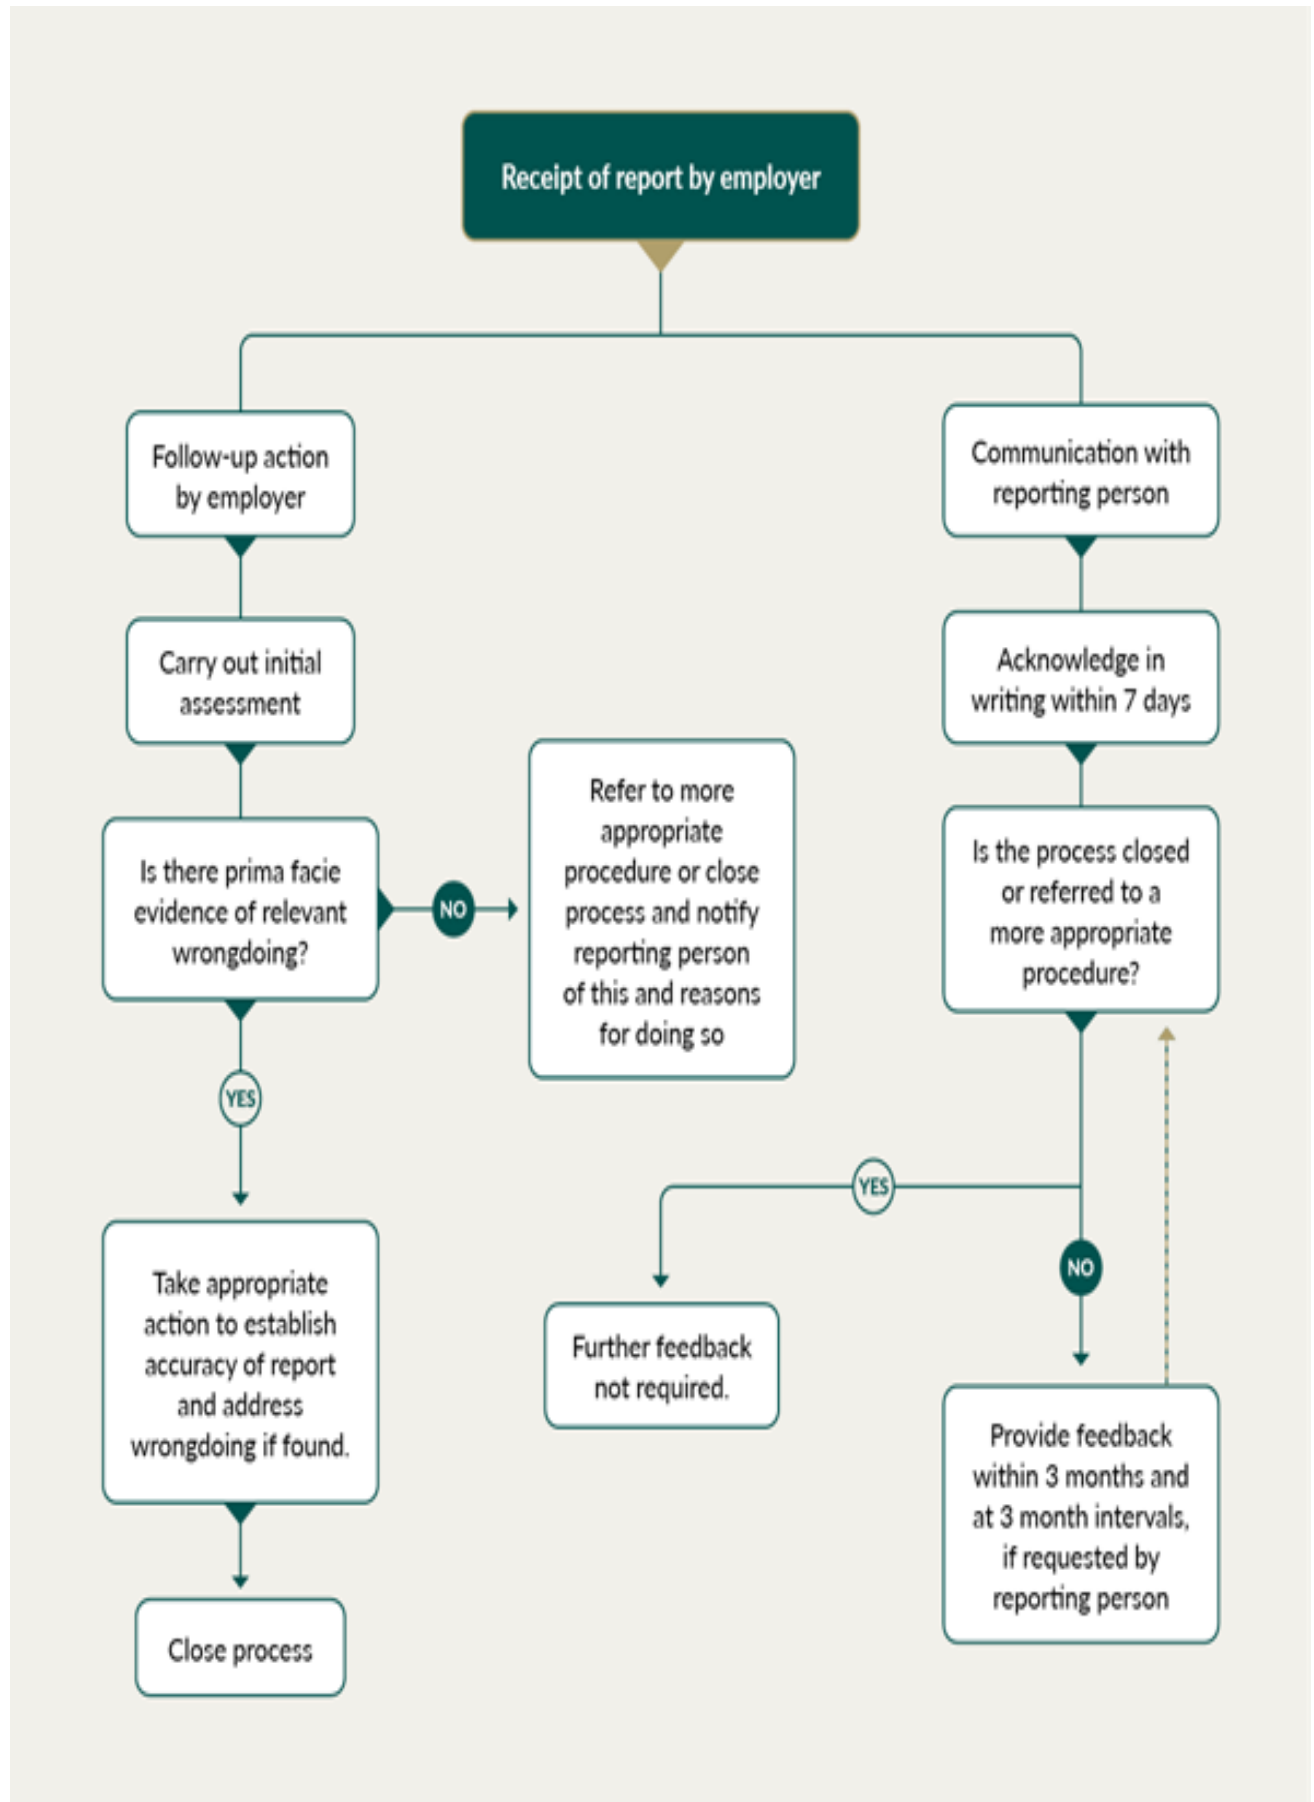 Receipt of report by employer
Follow-up action
by employer
Communication with
reporting person
Carry out initial
assessment
Acknowledge in
writing within 7 days
Is there prima facie
evidence of relevant
wrongdoing?
NO
Refer to more
appropriate
procedure or close
process and notify
reporting person
of this and reasons
for doing so
Is the process closed
or referred to a
more appropriate
procedure?
YES
YES
NO
Take appropriate
action to establish
accuracy of report
and address
wrongdoing if found.
Further feedback
not required.
Provide feedback
within 3 months and
at 3 month intervals,
if requested by
reporting person
Close process